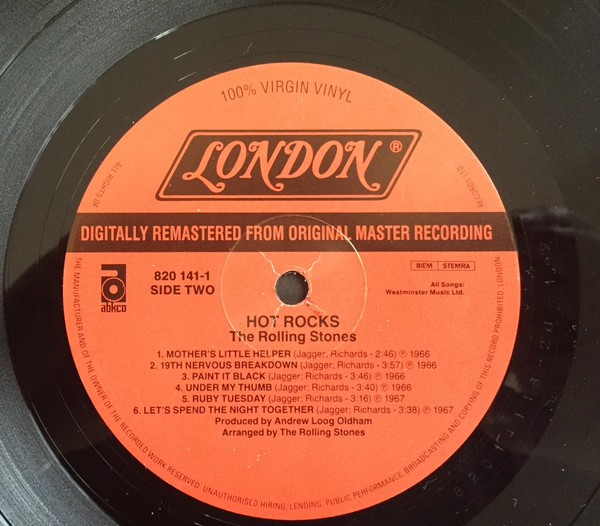 100% VIRGIN VINYL
LONDON®
DIGITALLY REMASTERED FROM ORIGINAL MASTER RECORDING
820 141-1
SIDE TWO
abkco
BIEM STEMRA
All Songs:
Westminster Music Ltd.
HOT ROCKS
The Rolling Stones
1. MOTHER'S LITTLE HELPER (Jagger; Richards - 2:46) ℗ 1966
2. 19TH NERVOUS BREAKDOWN (Jagger; Richards - 3:57) ℗ 1966
3. PAINT IT BLACK (Jagger; Richards - 3:46) ℗ 1966
4. UNDER MY THUMB (Jagger; Richards - 3:40) ℗ 1966
5. RUBY TUESDAY (Jagger; Richards - 3:16) ℗ 1967
6. LET'S SPEND THE NIGHT TOGETHER (Jagger; Richards - 3:38) ℗ 1967
Produced by Andrew Loog Oldham
Arranged by The Rolling Stones
ALL RIGHTS OF
THE MANUFACTURER AND OF THE OWNER OF THE RECORDED WORK RESERVED. UNAUTHORISED HIRING, LENDING, PUBLIC PERFORMANCE BROADCASTING AND COPYING OF THIS RECORD PROHIBITED. LONDON
RECORDS LTD.